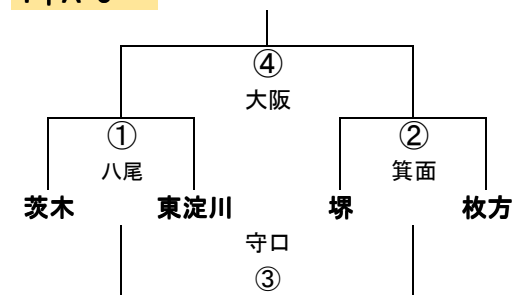 ④
大阪
① ②
八尾 箕面
茨木 東淀川 堺 枚方
守口
③